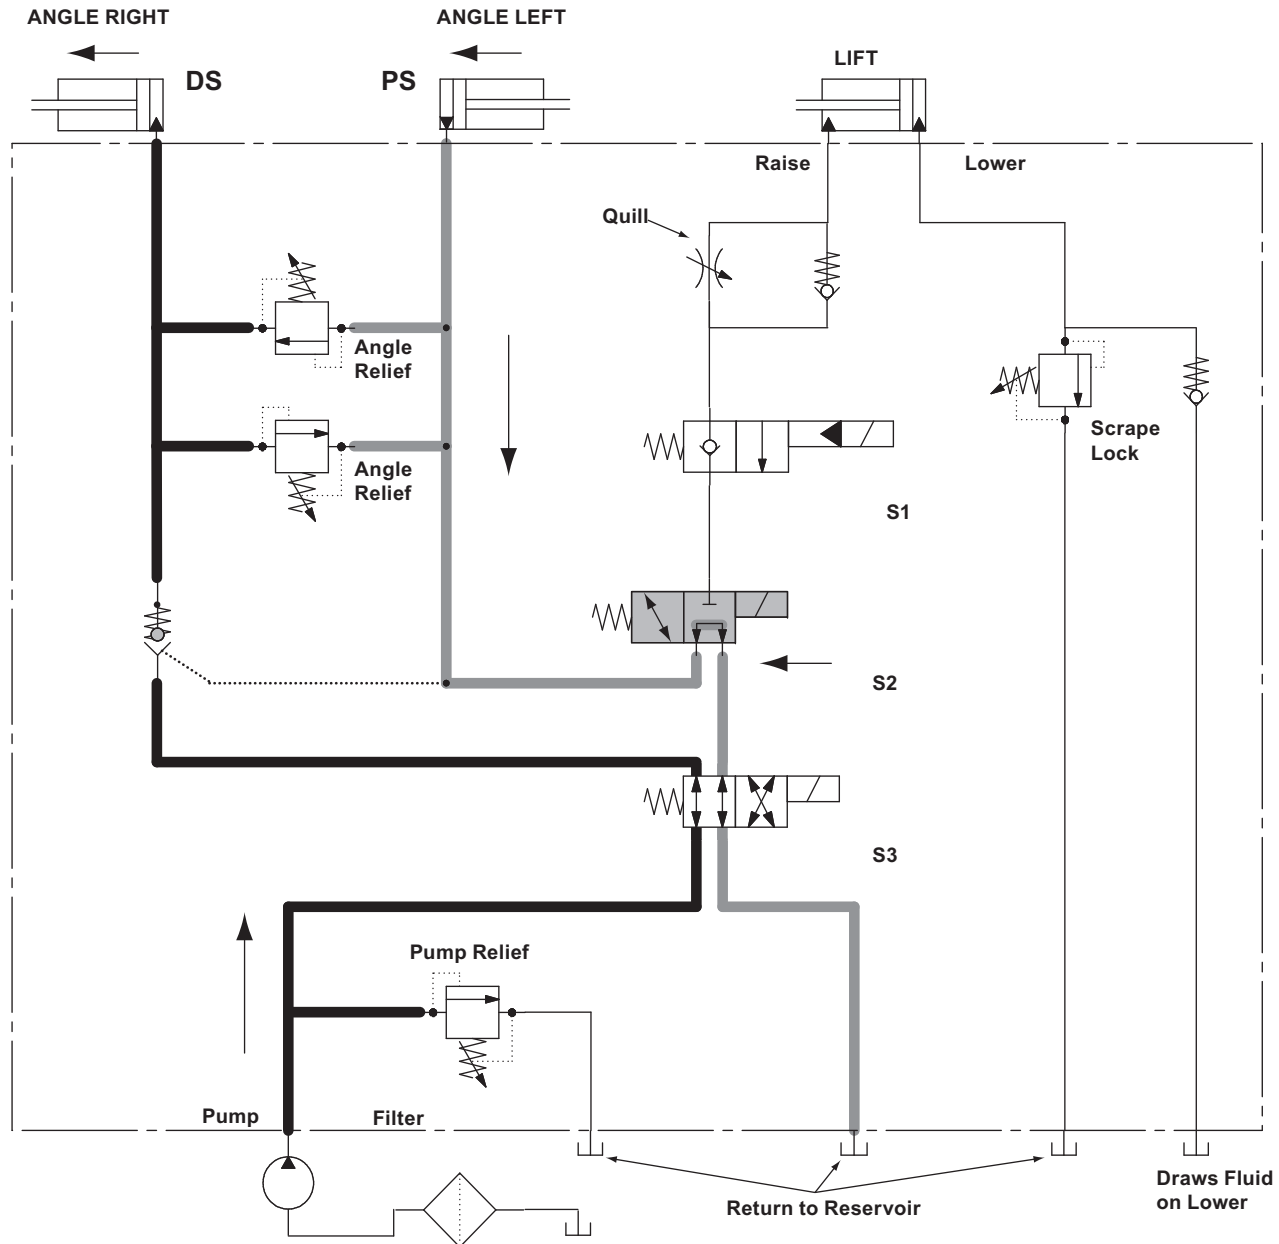 ANGLE RIGHT
ANGLE LEFT
DS
PS
LIFT
Raise
Lower
Quill
Angle
Relief
Scrape
Lock
Angle
Relief
S1
S2
S3
Pump Relief
Pump
Filter
Draws Fluid
on Lower
Return to Reservoir